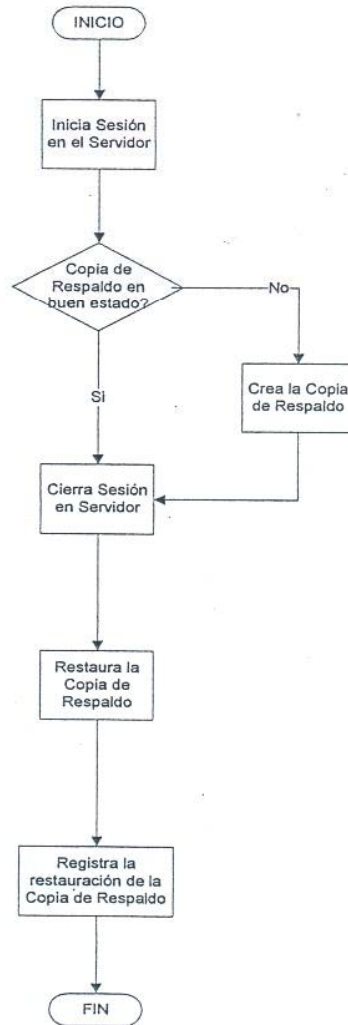 INICIO
Inicia Sesión
en el Servidor
Copia de
Respaldo en
buen estado?
No
Si
Crea la Copia
de Respaldo
Cierra Sesión
en Servidor
Restaura la
Copia de
Respaldo
Registra la
restauración de la
Copia de Respaldo
FIN